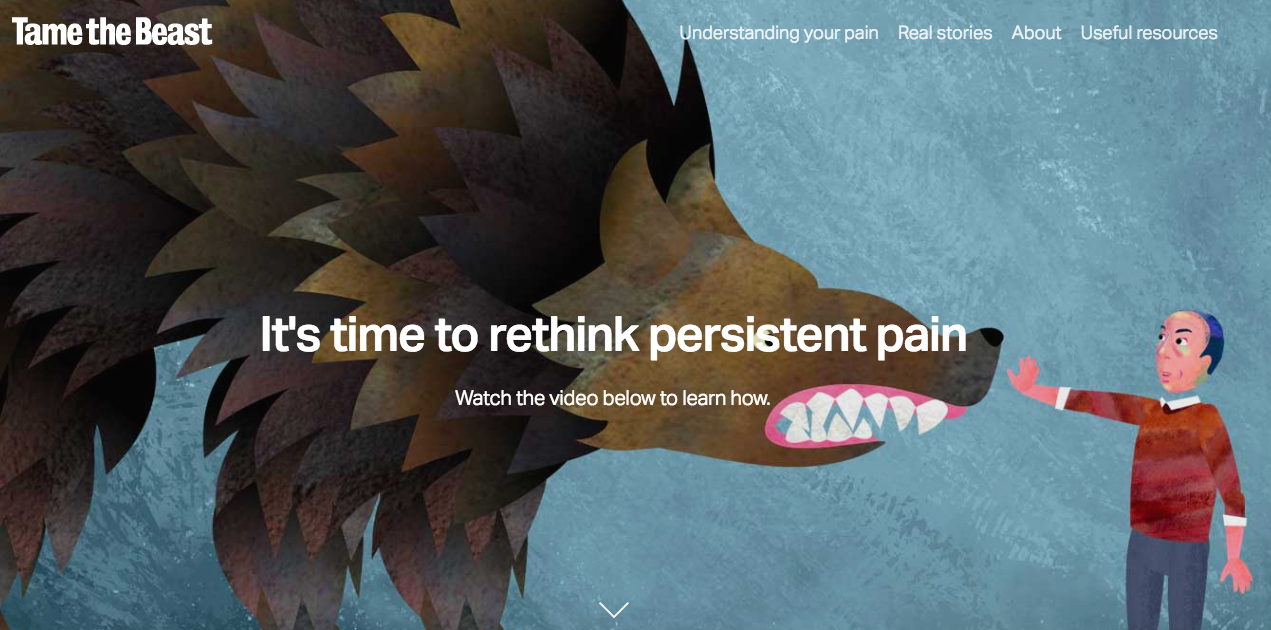 Tame the Beast
Understanding your pain Real stories About Useful resources
It's time to rethink persistent pain
Watch the video below to learn how.